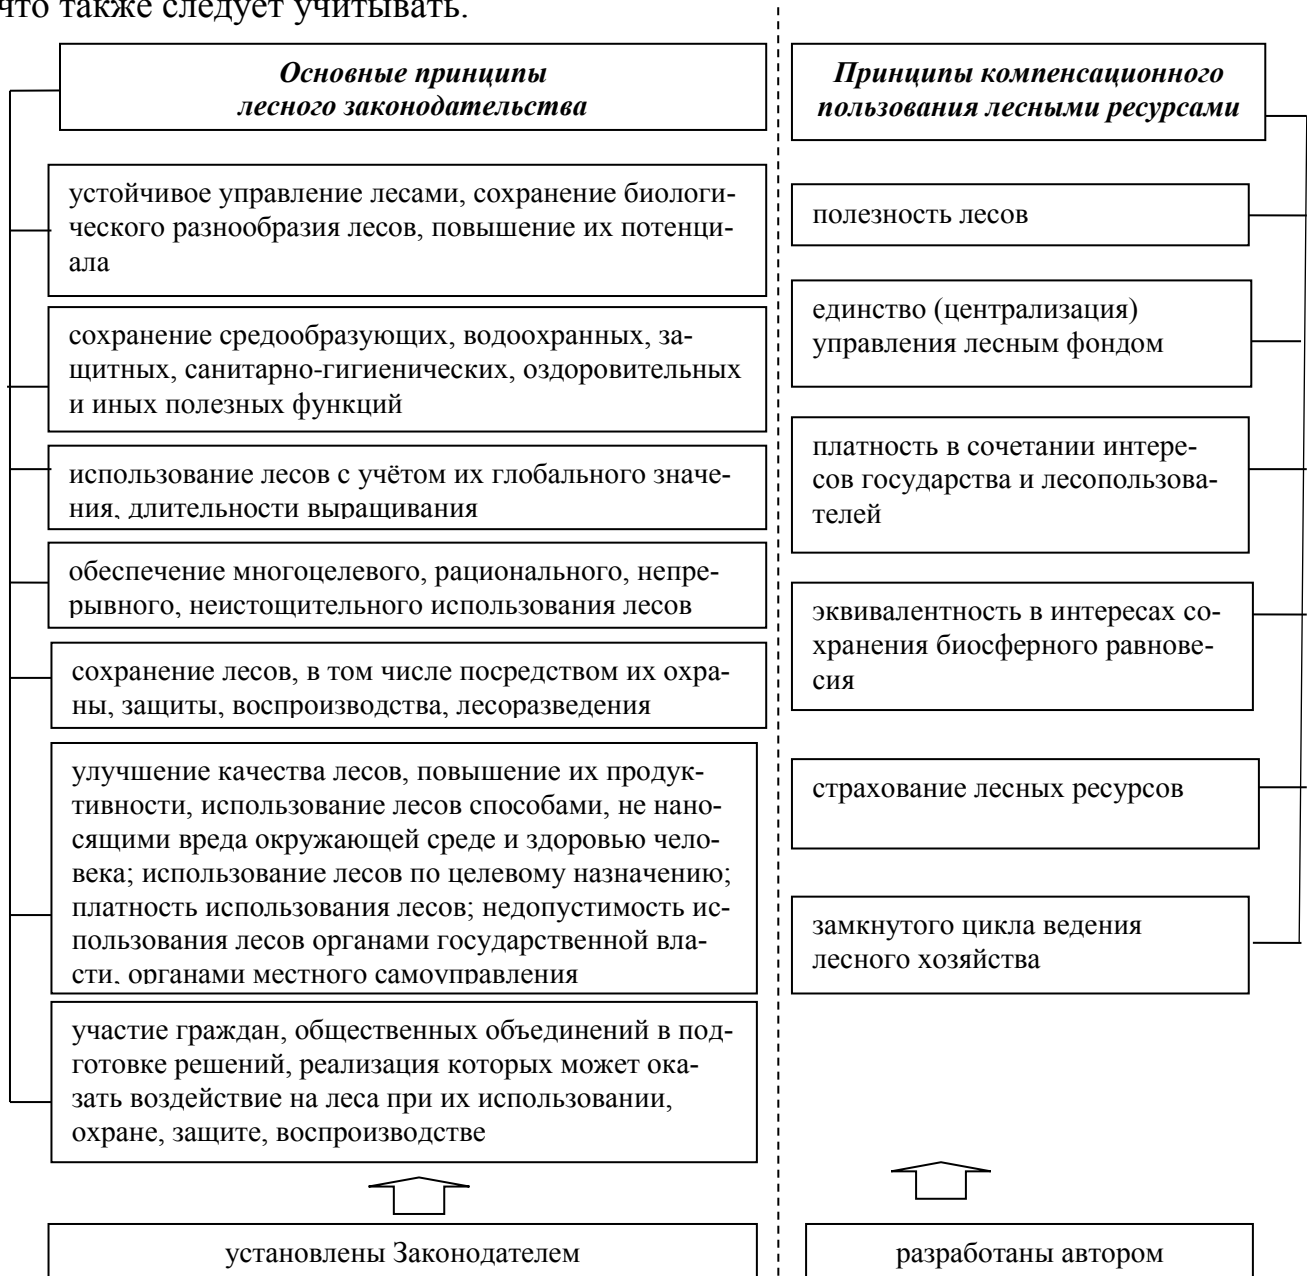 что также следует учитывать.
Основные принципы
лесного законодательства
устойчивое управление лесами, сохранение биологи-
ческого разнообразия лесов, повышение их потенци-
ала
сохранение средообразующих, водоохранных, за-
щитных, санитарно-гигиенических, оздоровительных
и иных полезных функций
использование лесов с учётом их глобального значе-
ния, длительности выращивания
обеспечение многоцелевого, рационального, непре-
рывного, неистощительного использования лесов
сохранение лесов, в том числе посредством их охра-
ны, защиты, воспроизводства, лесоразведения
улучшение качества лесов, повышение их продук-
тивности, использование лесов способами, не нано-
сящими вреда окружающей среде и здоровью чело-
века; использование лесов по целевому назначению;
платность использования лесов; недопустимость ис-
пользования лесов органами государственной вла-
сти, органами местного самоуправления
участие граждан, общественных объединений в под-
готовке решений, реализация которых может ока-
зать воздействие на леса при их использовании,
охране, защите, воспроизводстве
установлены Законодателем
Принципы компенсационного
пользования лесными ресурсами
полезность лесов
единство (централизация)
управления лесным фондом
платность в сочетании интере-
сов государства и лесопользова-
телей
эквивалентность в интересах со-
хранения биосферного равнове-
сия
страхование лесных ресурсов
замкнутого цикла ведения
лесного хозяйства
разработаны автором